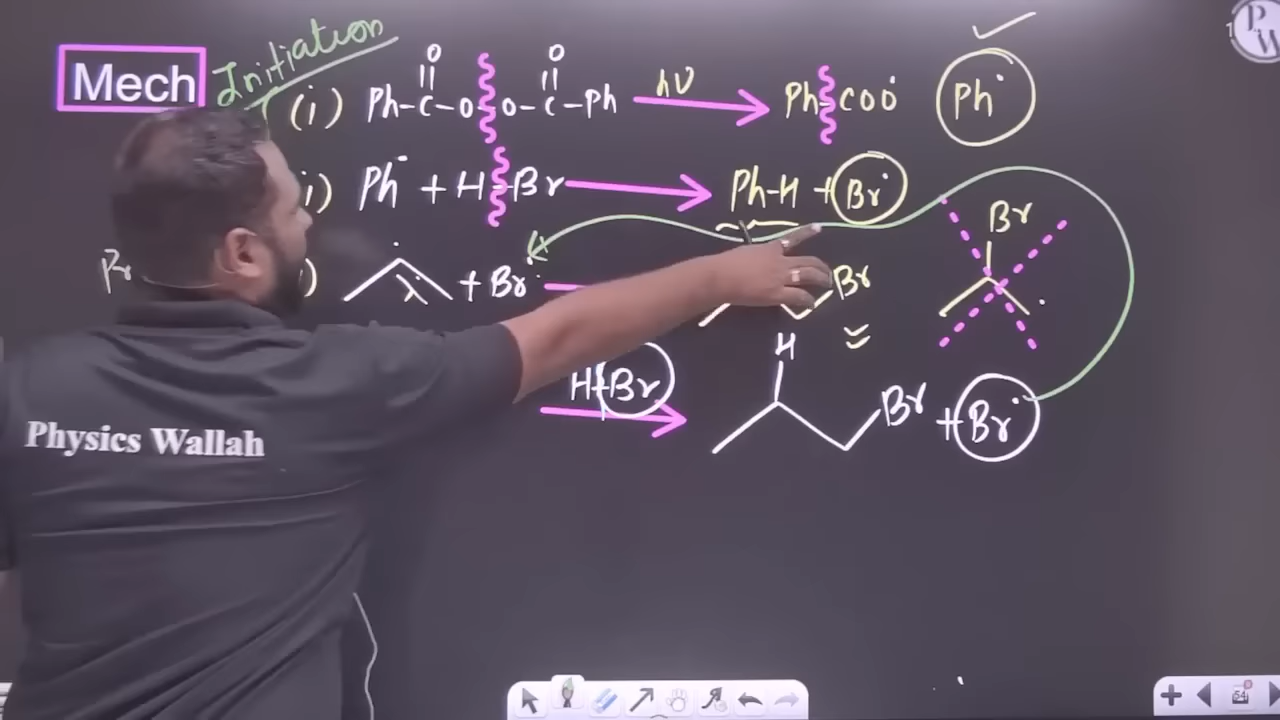 Mech
Initiation
(i) Ph-C-O-O-C-Ph hν Ph-COO• Ph•
O O
i) Ph• + H-Br Ph-H + Br•
) + Br• Br
Br
H-Br H Br + Br•
Physics Wallah
P
W